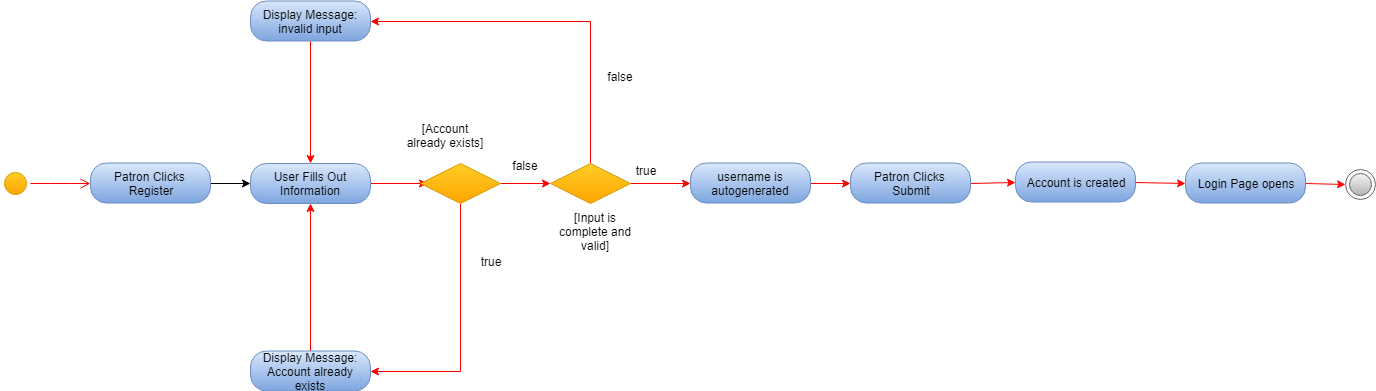 Display Message:
invalid input
false
[Account
already exists]
false
true
Patron Clicks
Register
User Fills Out
Information
username is
autogenerated
Patron Clicks
Submit
Account is created
Login Page opens
[Input is
complete and
valid]
true
Display Message:
Account already
exists